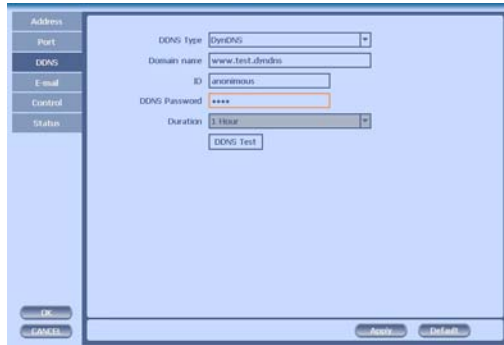 Address
Port
DDNS
E-mail
Control
Status
DDNS Type DynDNS
Domain name www.test.dyndns
ID anonimous
DDNS Password ****
Duration 1 Hour
DDNS Test
OK
CANCEL
Apply Default